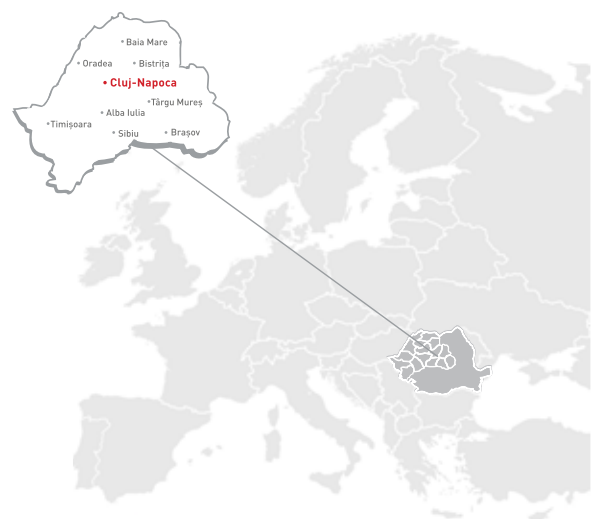 Baia Mare
Oradea
Bistrița
Cluj-Napoca
Târgu Mureș
Alba Iulia
Timișoara
Sibiu
Brașov